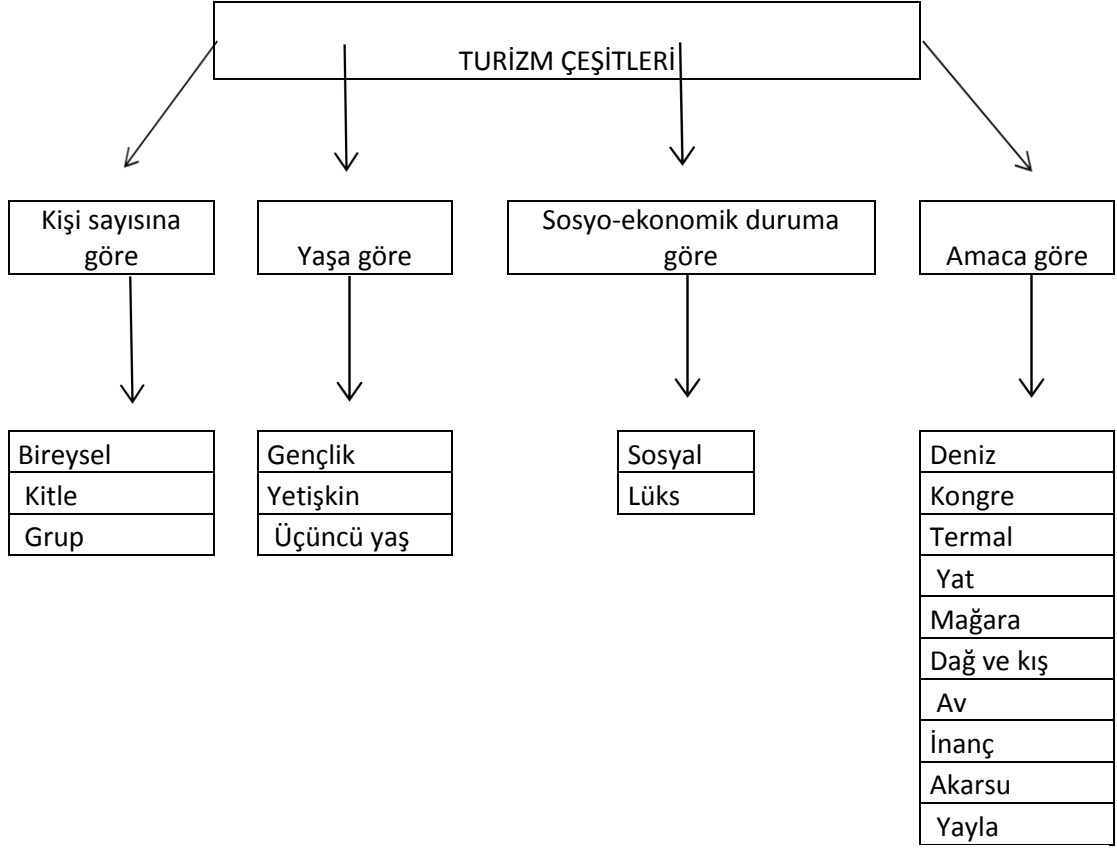 TURİZM ÇEŞİTLERİ
Kişi sayısına
göre
Yaşa göre
Sosyo-ekonomik duruma
göre
Amaca göre
Bireysel
Kitle
Grup
Gençlik
Yetişkin
Üçüncü yaş
Sosyal
Lüks
Deniz
Kongre
Termal
Yat
Mağara
Dağ ve kış
Av
İnanç
Akarsu
Yayla